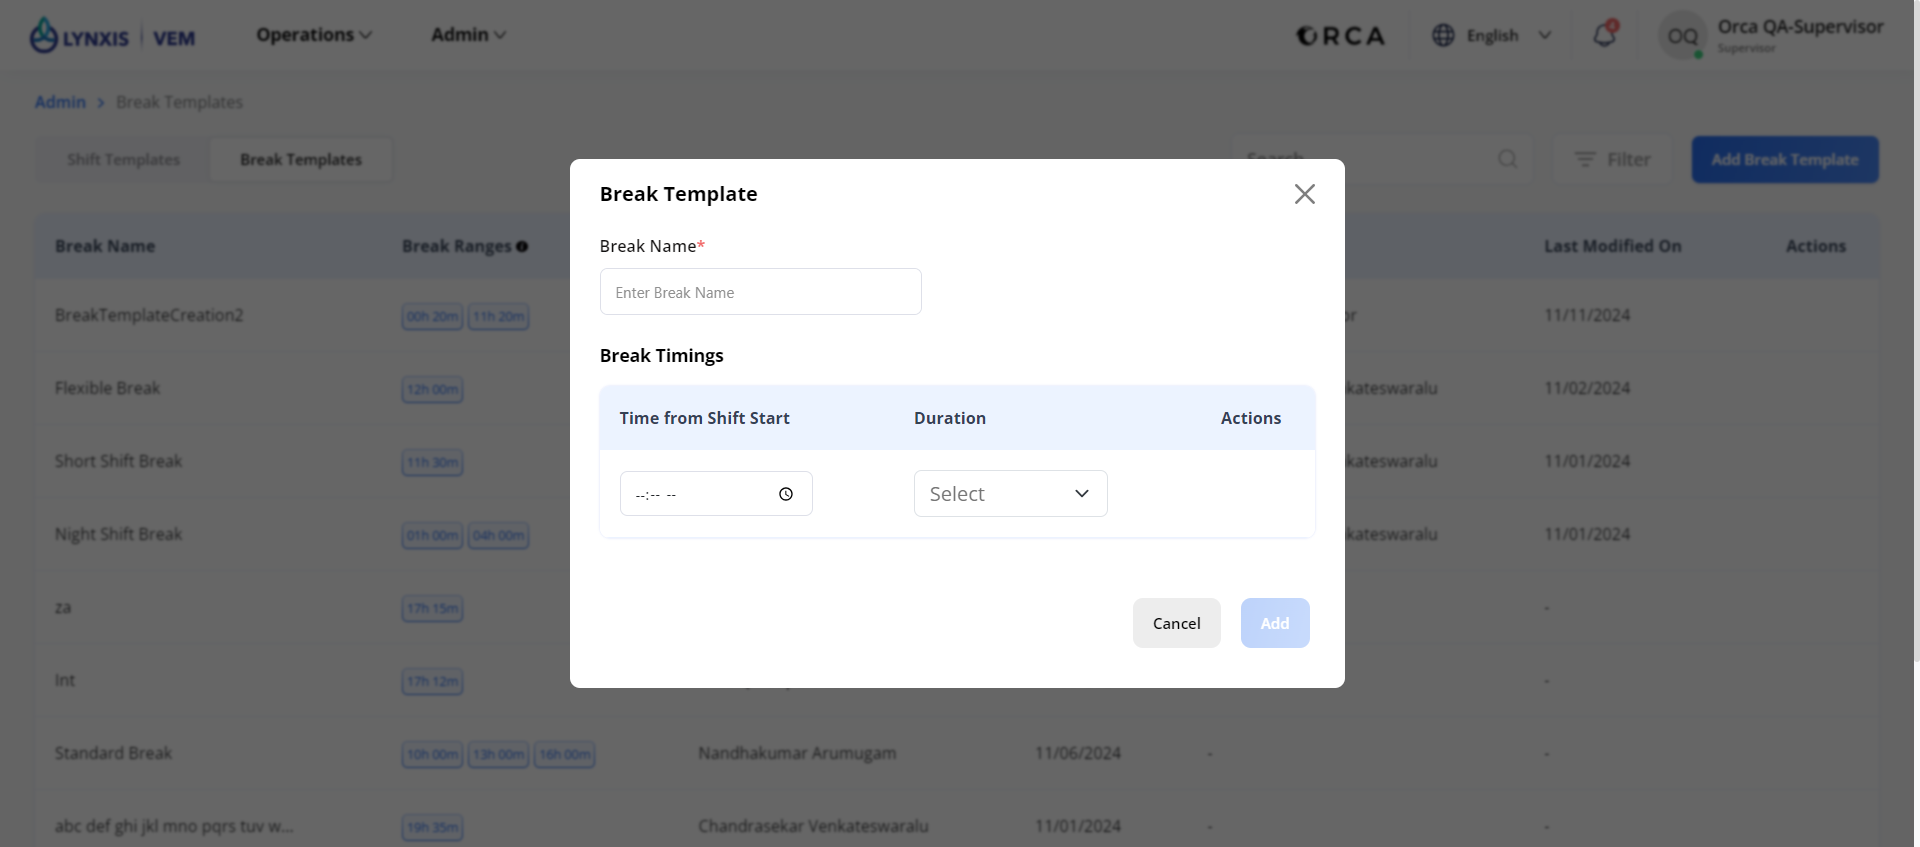 LYNXIS | VEM
Operations
Admin
ORCA
English
4
OQ
Orca QA-Supervisor
Supervisor
Admin > Break Templates
Shift Templates
Break Templates
Search
Filter
Add Break Template
Break Name
Break Ranges
Last Modified On
Actions
BreakTemplateCreation2
00h 20m 11h 20m
or
11/11/2024
Flexible Break
12h 00m
kateswaralu
11/02/2024
Short Shift Break
11h 30m
kateswaralu
11/01/2024
Night Shift Break
01h 00m 04h 00m
kateswaralu
11/01/2024
za
17h 15m
-
Int
17h 12m
-
Standard Break
10h 00m 13h 00m 16h 00m
Nandhakumar Arumugam
11/06/2024
-
-
abc def ghi jkl mno pqrs tuv w...
19h 35m
Chandrasekar Venkateswaralu
11/01/2024
-
-
Break Template
Break Name*
Enter Break Name
Break Timings
Time from Shift Start
Duration
Actions
--:-- --
Select
Cancel
Add